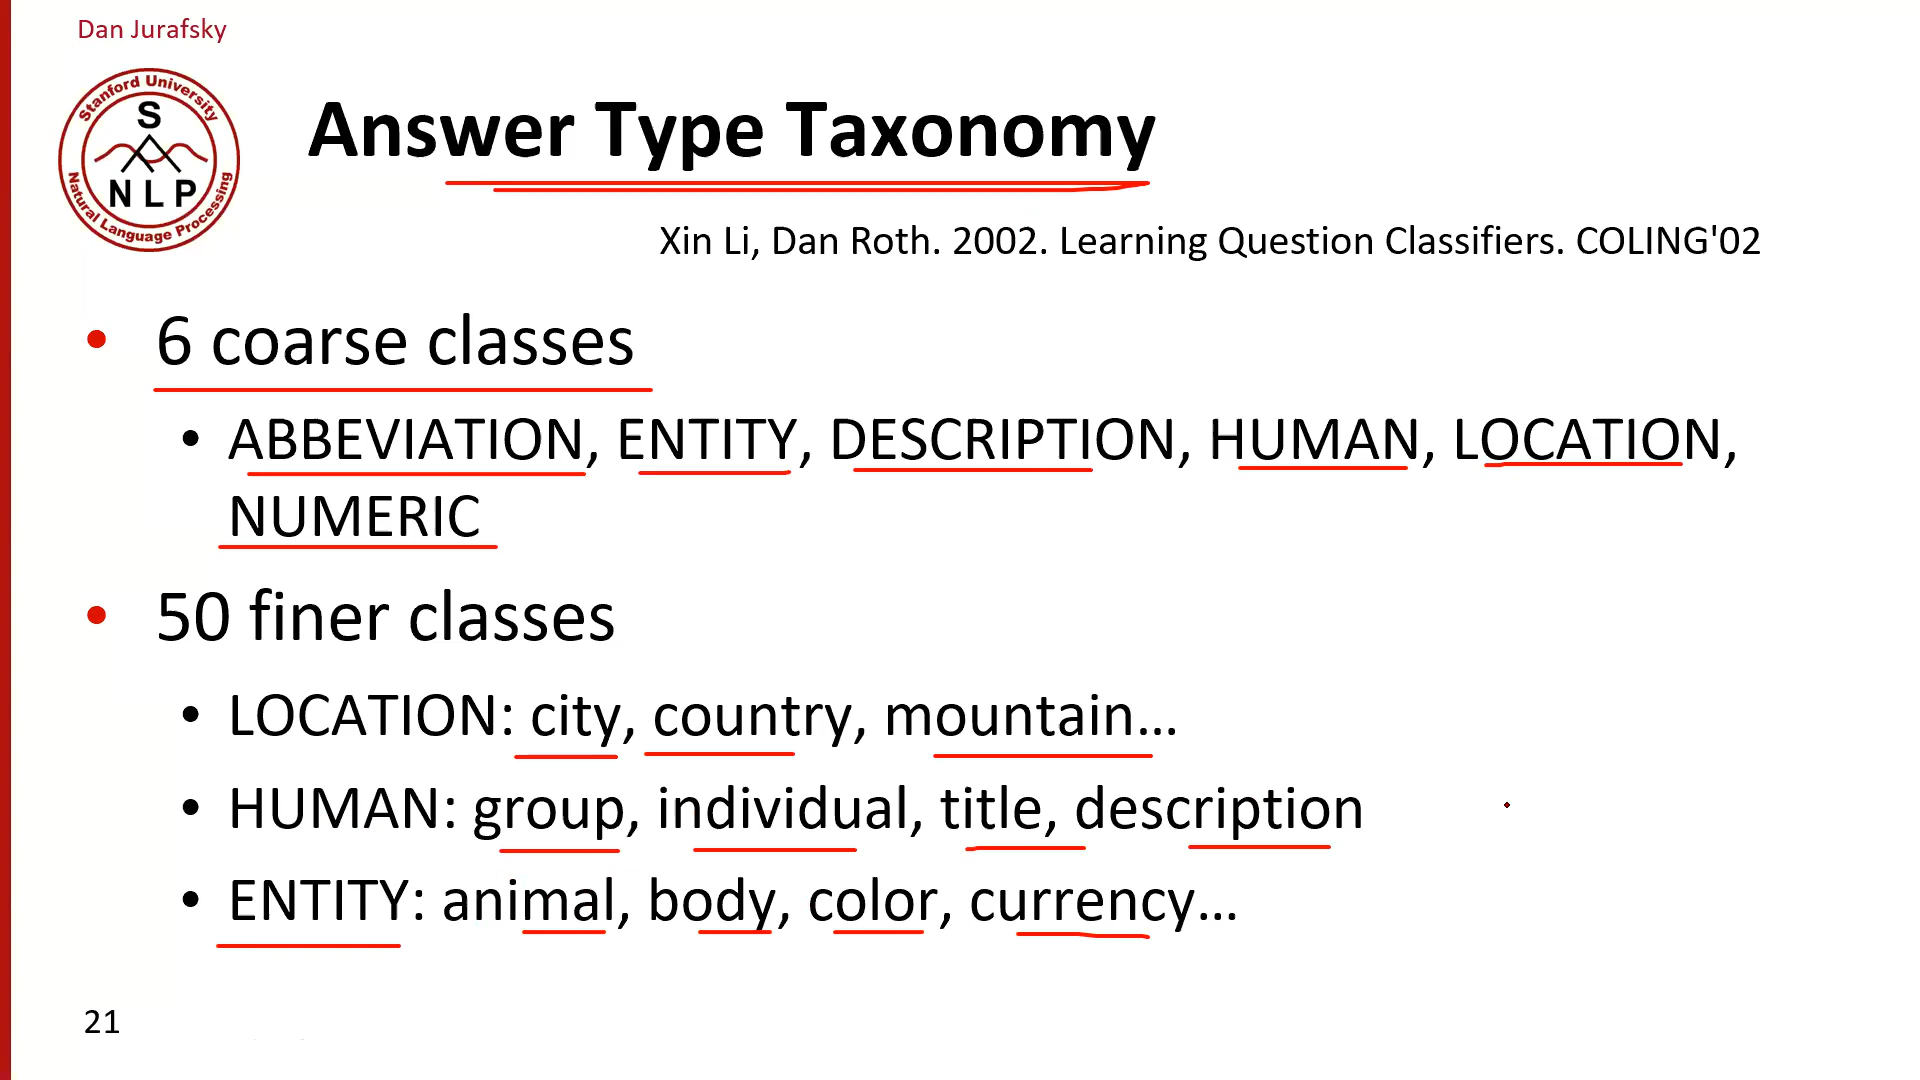 Dan Jurafsky
Stanford University
S
NLP
Natural Language Processing
Answer Type Taxonomy
Xin Li, Dan Roth. 2002. Learning Question Classifiers. COLING'02
• 6 coarse classes
• ABBEVIATION, ENTITY, DESCRIPTION, HUMAN, LOCATION,
NUMERIC
• 50 finer classes
• LOCATION: city, country, mountain…
• HUMAN: group, individual, title, description
• ENTITY: animal, body, color, currency…
21